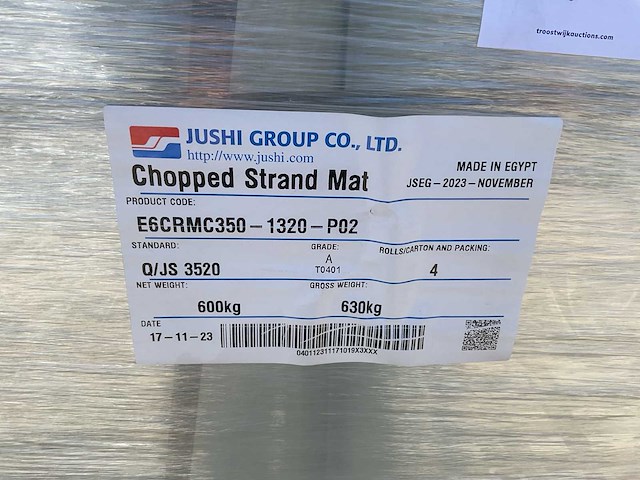 troostwijkauctions.com
JUSHI GROUP CO., LTD.
http://www.jushi.com
Chopped Strand Mat
MADE IN EGYPT
JSEG-2023-NOVEMBER
PRODUCT CODE:
E6CRMC350-1320-P02
STANDARD:
GRADE:
ROLLS/CARTON AND PACKING:
Q/JS 3520
A
T0401
4
NET WEIGHT:
GROSS WEIGHT:
600kg
630kg
DATE
17-11-23
040112311171019X3XXX